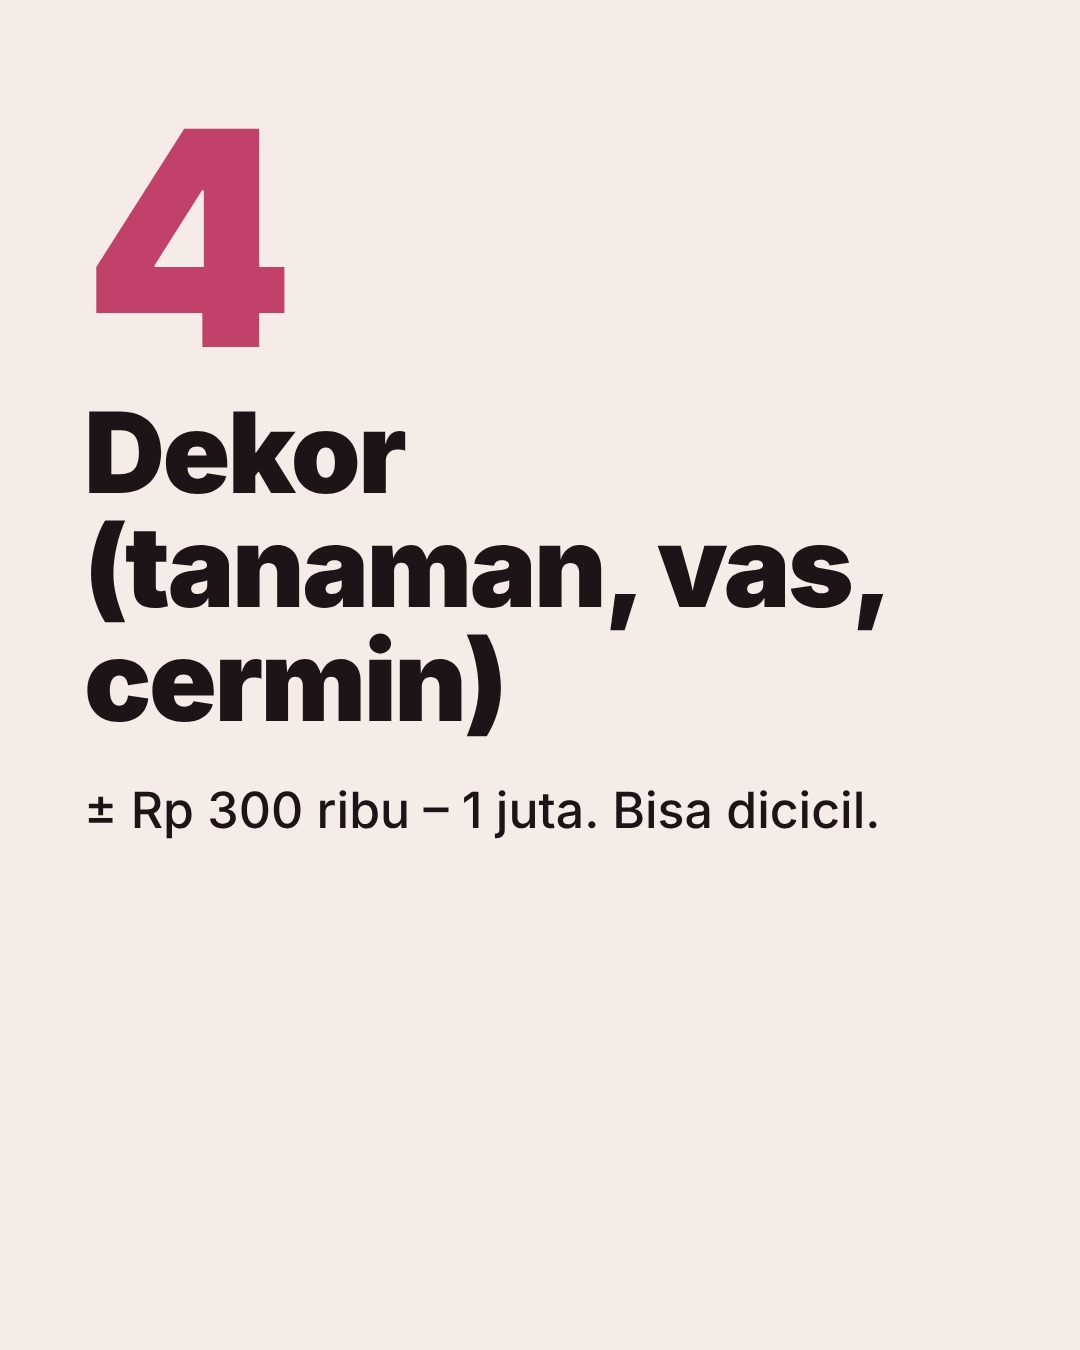 4
Dekor
(tanaman, vas,
cermin)
± Rp 300 ribu – 1 juta. Bisa dicicil.